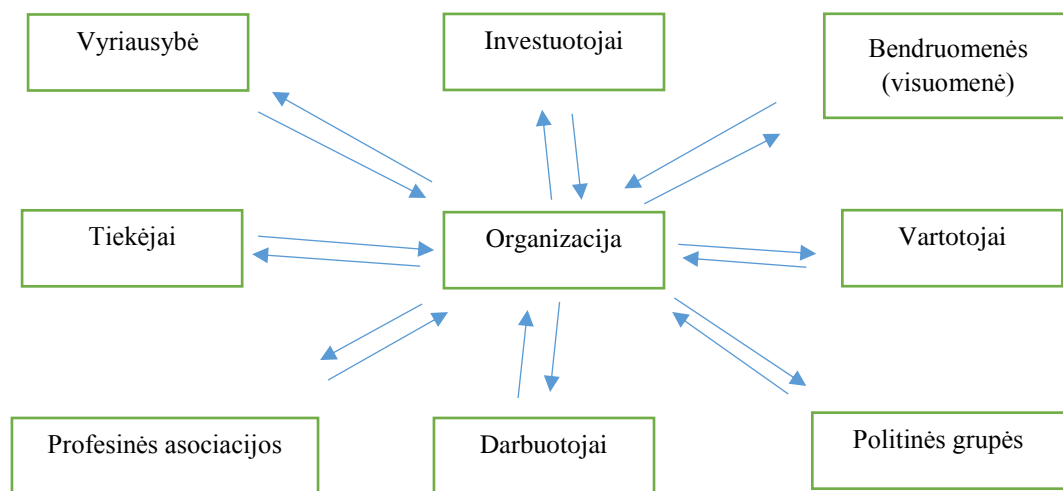 Vyriausybė
Investuotojai
Bendruomenės
(visuomenė)
Tiekėjai
Organizacija
Vartotojai
Profesinės asociacijos
Darbuotojai
Politinės grupės